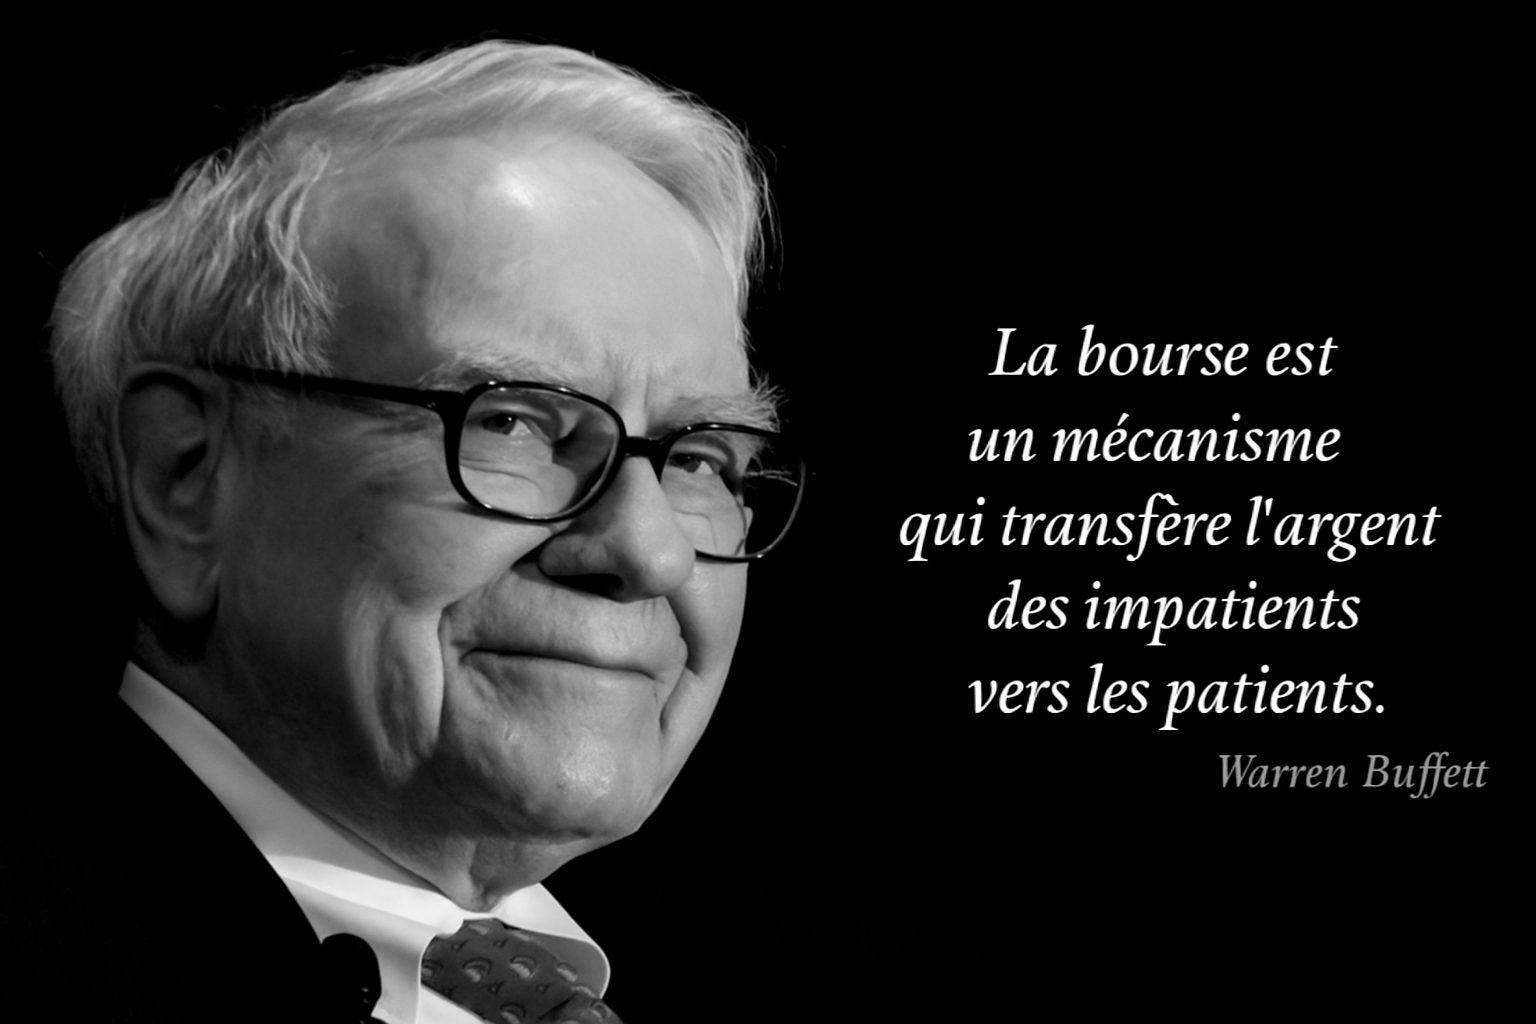 La bourse est
un mécanisme
qui transfère l'argent
des impatients
vers les patients.
Warren Buffett